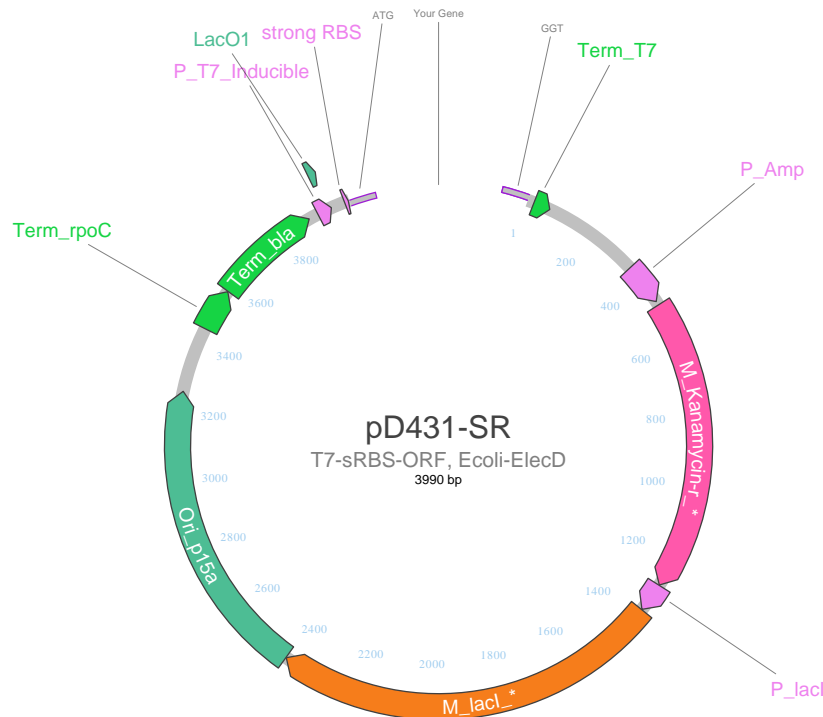 ATG
Your Gene
GGT
strong RBS
LacO1
Term_T7
P_T7_Inducible
P_Amp
Term_rpoC
Term_bla
3800
1
200
3600
400
3400
600
M_Kanamycin-r_*
3200
800
pD431-SR
T7-sRBS-ORF, Ecoli-ElecD
3990 bp
3000
1000
Ori_p15a
2800
1200
2600
1400
2400
1600
2200
2000
1800
P_lacI
M_lacI_*